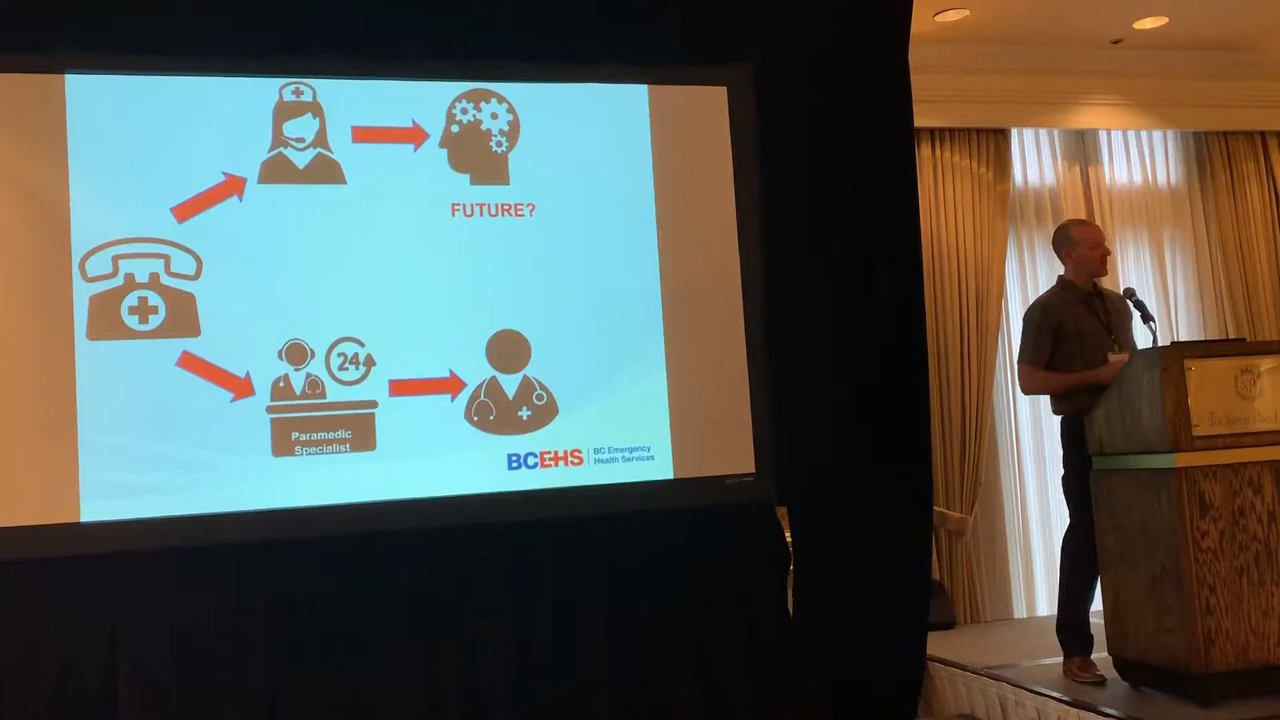 FUTURE?
24
Paramedic
Specialist
BCEHS
BC Emergency
Health Services